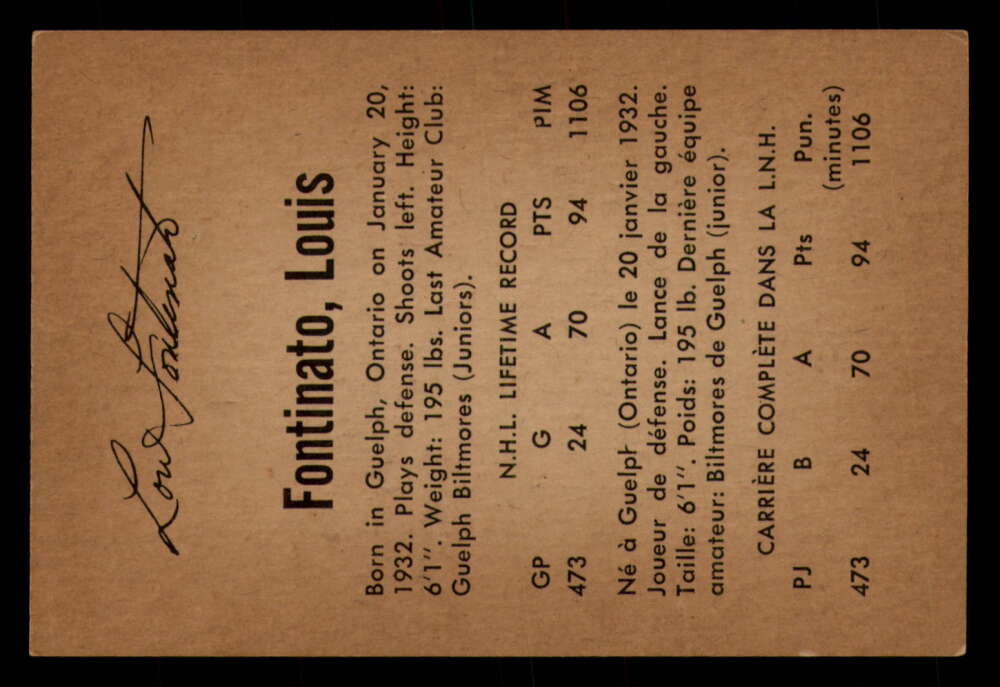 Lou Fontinato
Fontinato, Louis
Born in Guelph, Ontario on January 20,
1932. Plays defense. Shoots left. Height:
6'1". Weight: 195 lbs. Last Amateur Club:
Guelph Biltmores (Juniors).
N.H.L. LIFETIME RECORD
GP G A PTS PIM
473 24 70 94 1106
Né à Guelph (Ontario) le 20 janvier 1932.
Joueur de défense. Lance de la gauche.
Taille: 6'1". Poids: 195 lb. Dernière équipe
amateur: Biltmores de Guelph (junior).
CARRIÈRE COMPLÈTE DANS LA L.N.H.
PJ B A Pts Pun.
(minutes)
473 24 70 94 1106